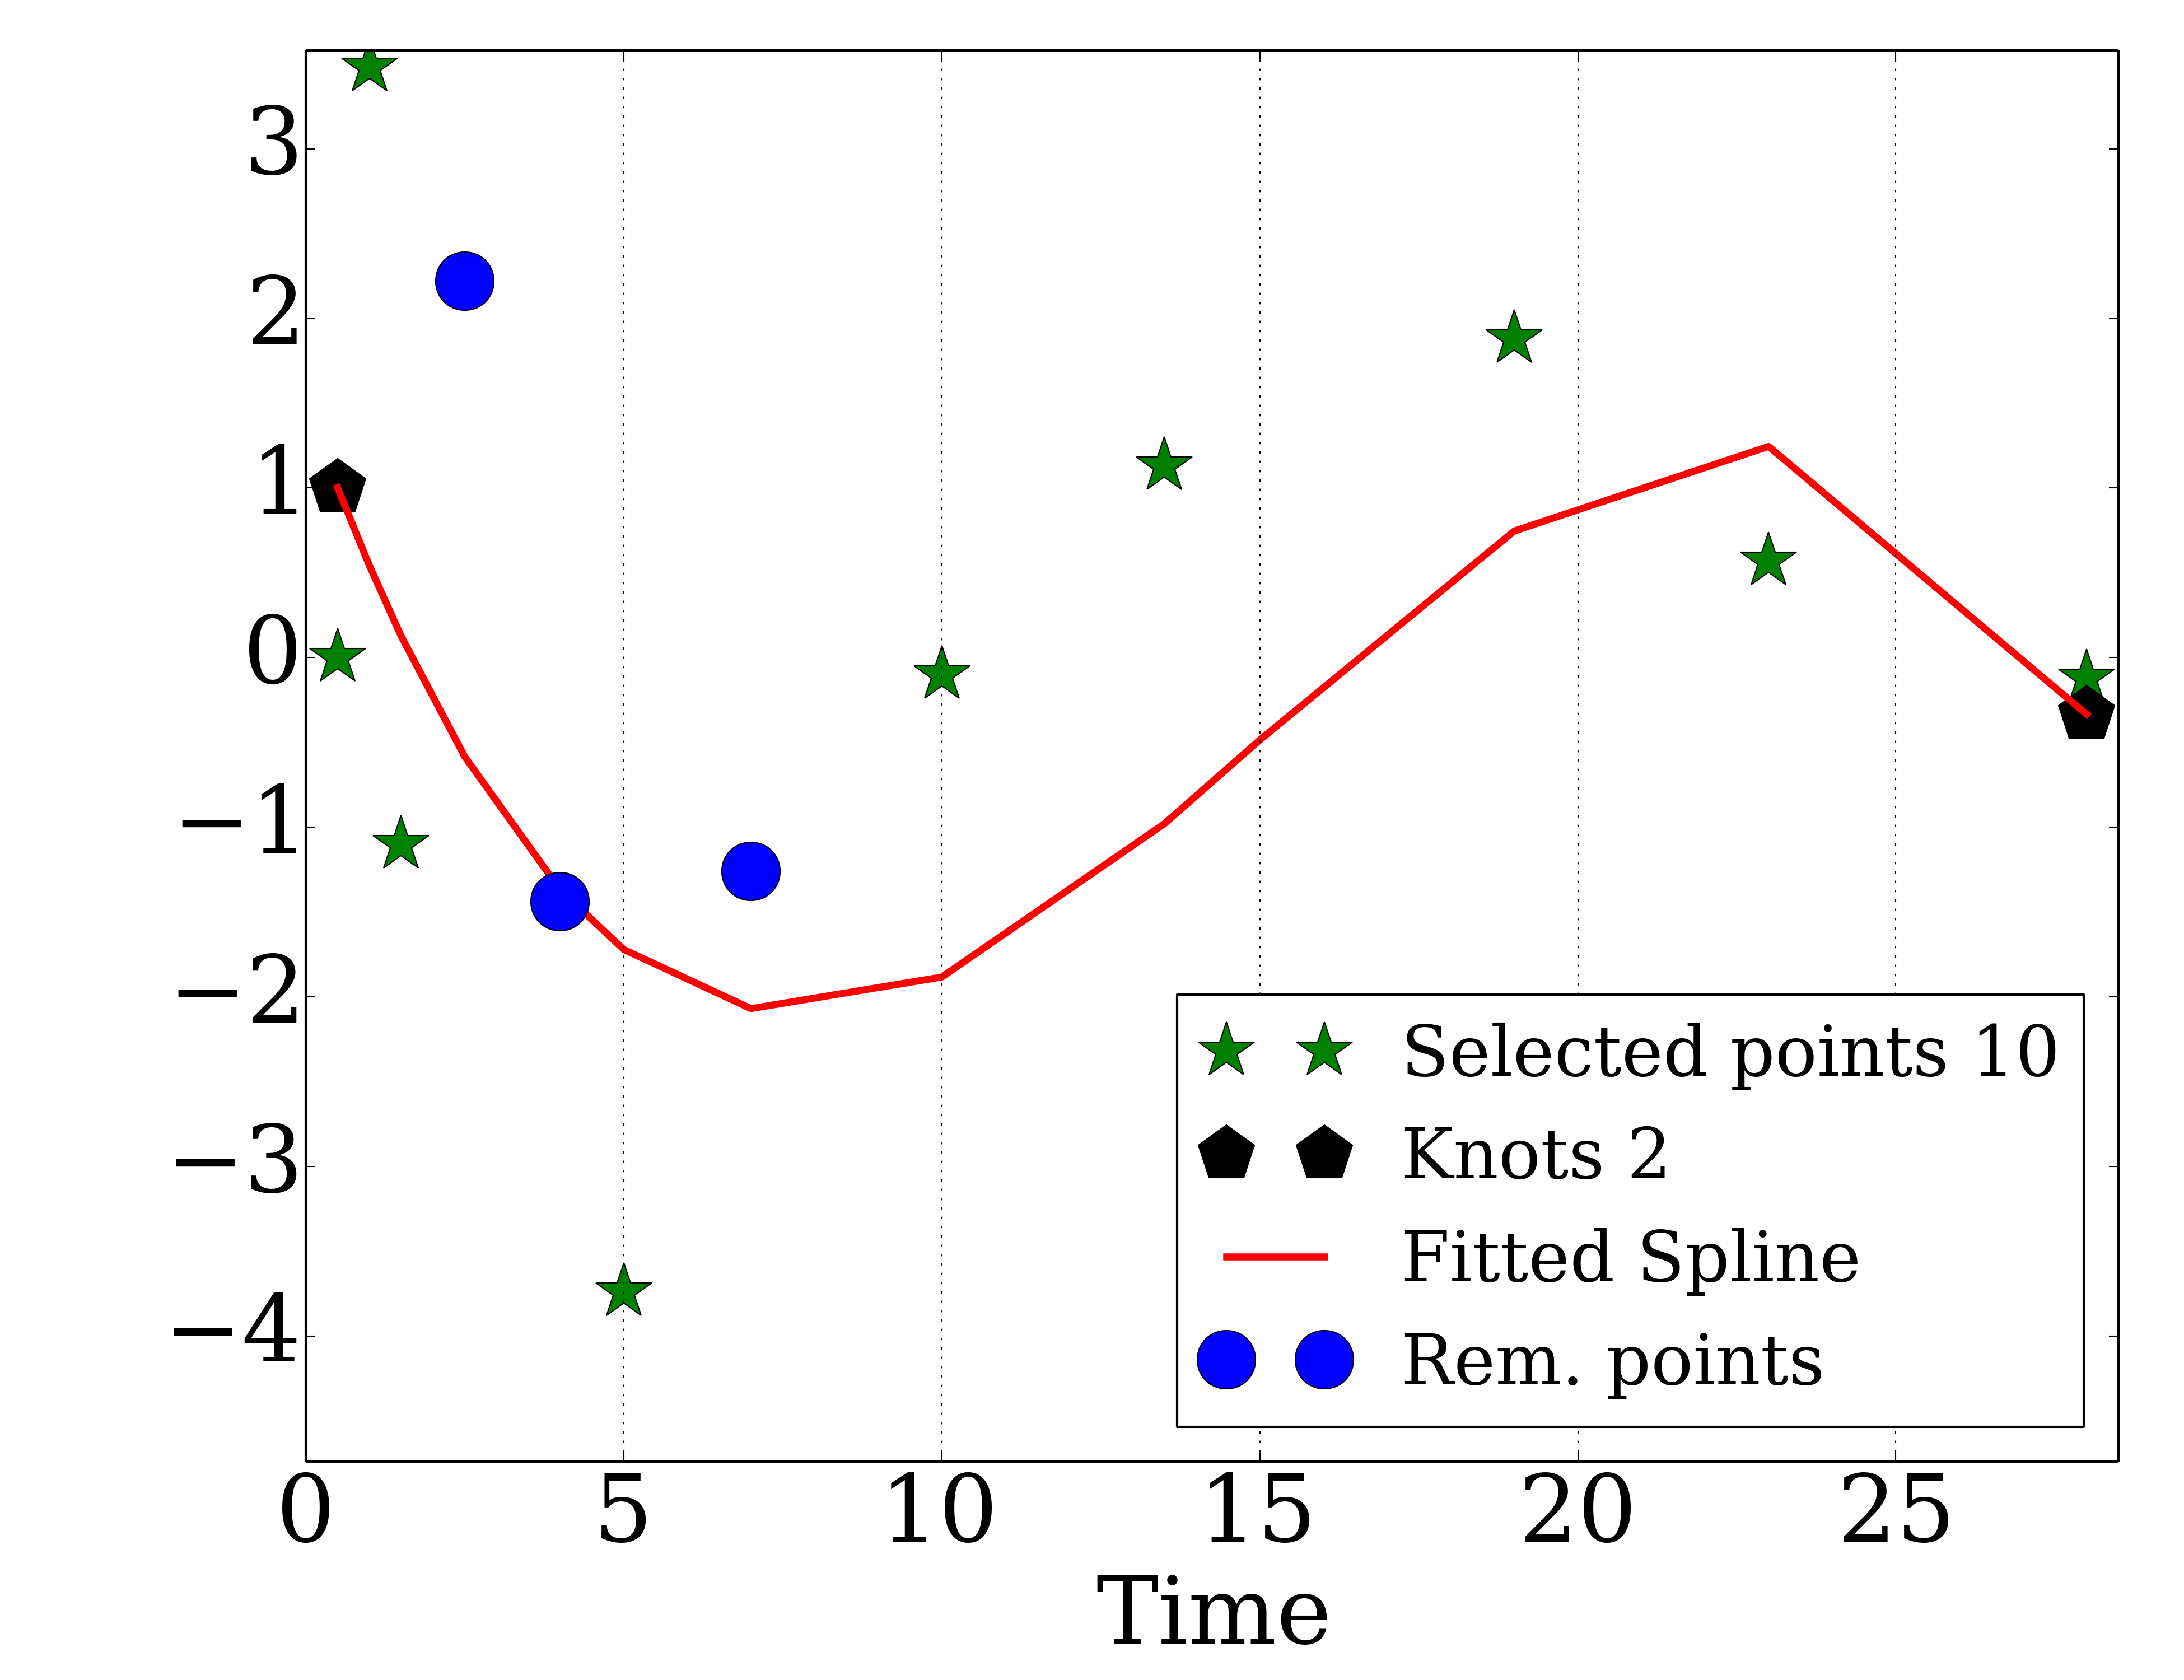 3
2
1
0
−1
−2
−3
−4
Selected points 10
Knots 2
Fitted Spline
Rem. points
0 5 10 15 20 25
Time